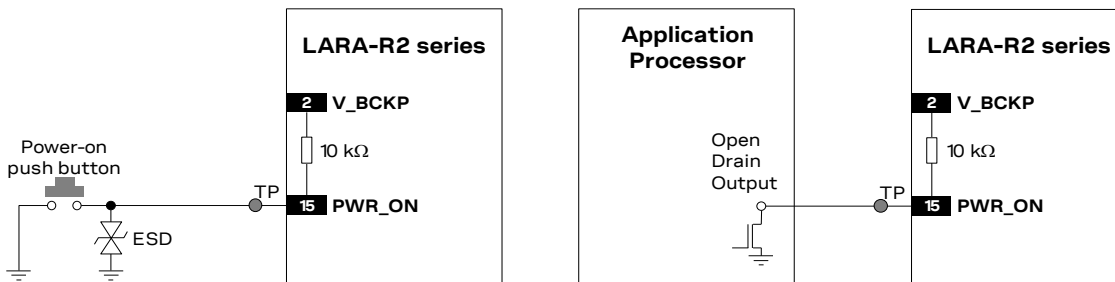 LARA-R2 series
2 V_BCKP
10 kΩ
Power-on
push button
TP
15 PWR_ON
ESD
Application
Processor
Open
Drain
Output
LARA-R2 series
2 V_BCKP
10 kΩ
TP
15 PWR_ON